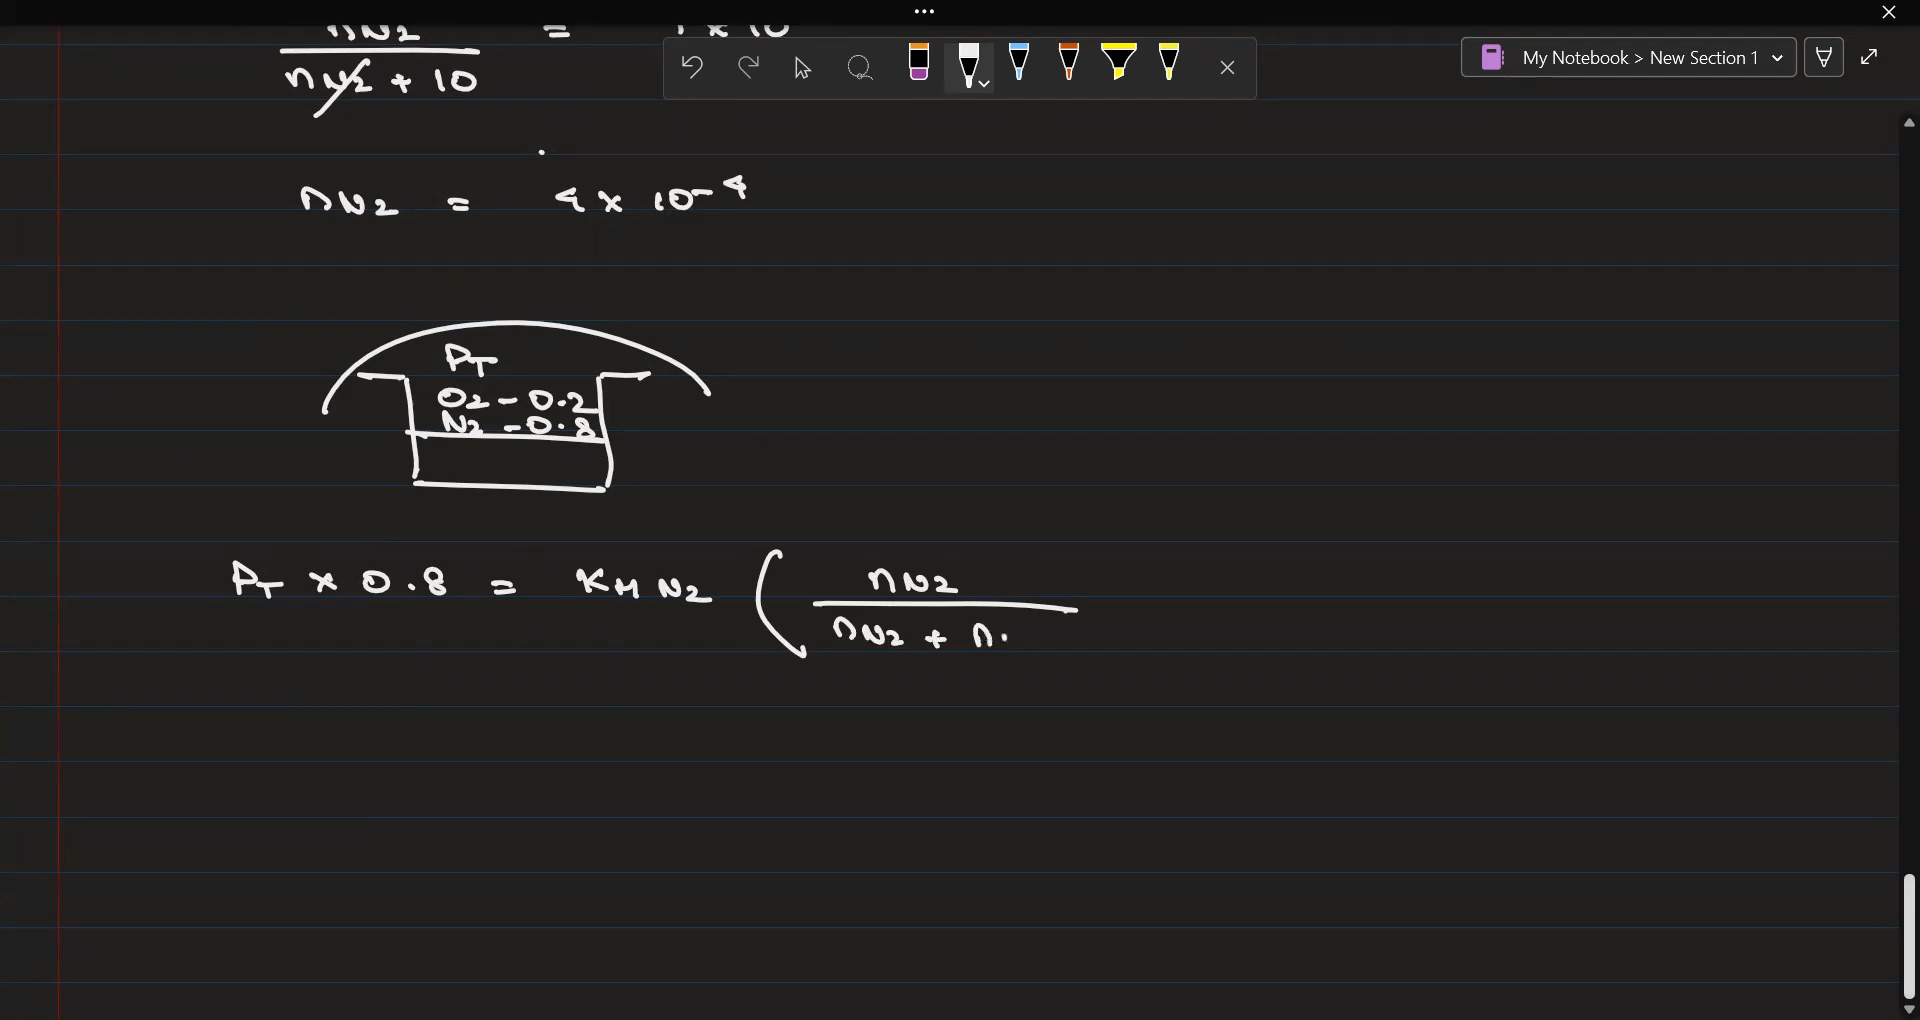 My Notebook > New Section 1
nN2 / nN2 + 10
nN2 = 4 x 10^-4
PT
O2 - 0.2
N2 - 0.8
PT x 0.8 = KH N2 ( nN2 / nN2 + n.